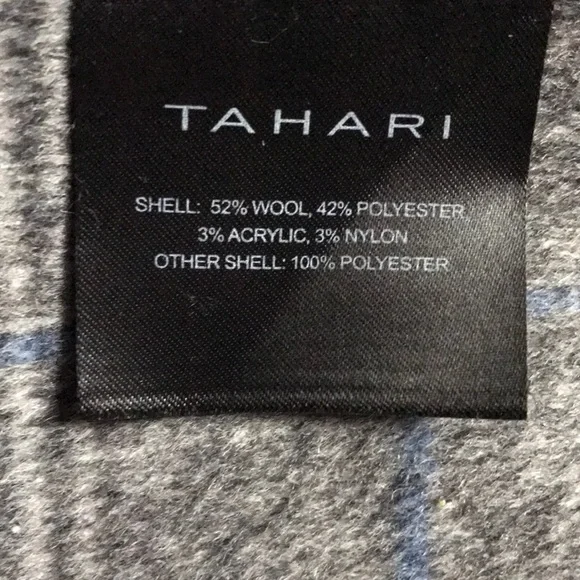 TAHARI
SHELL: 52% WOOL, 42% POLYESTER,
3% ACRYLIC, 3% NYLON
OTHER SHELL: 100% POLYESTER